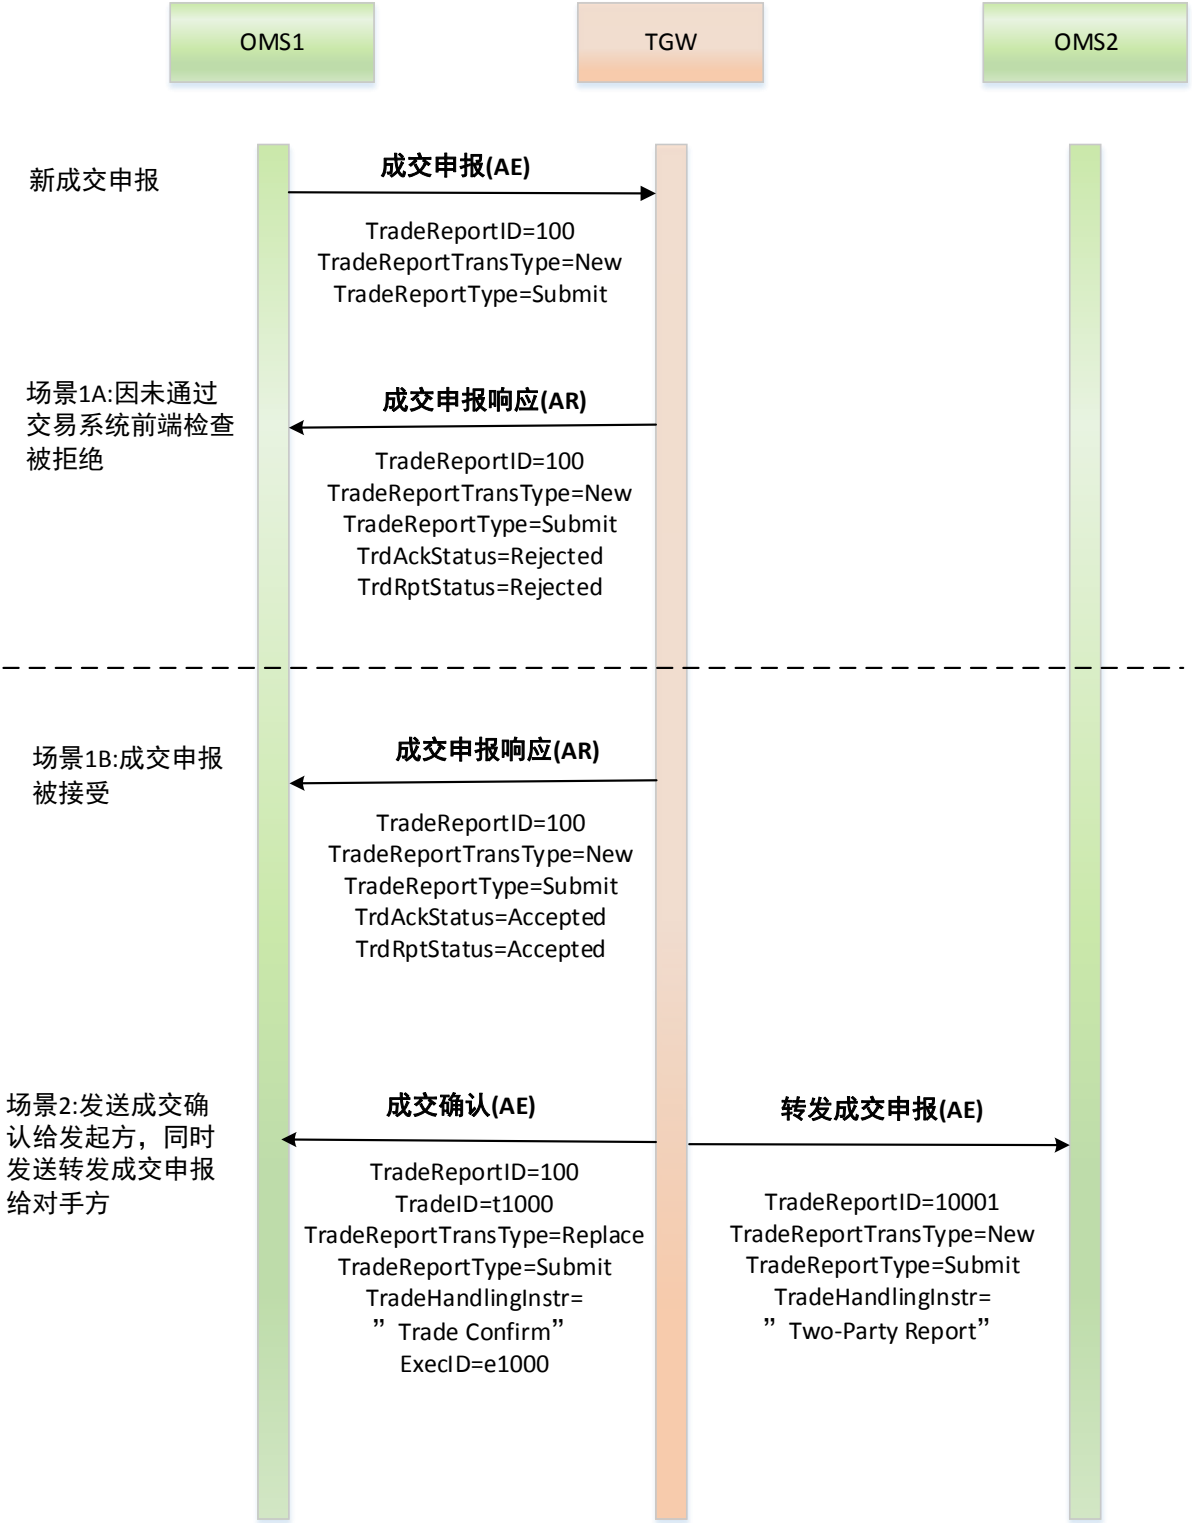 OMS1
TGW
OMS2
新成交申报
成交申报(AE)
TradeReportID=100
TradeReportTransType=New
TradeReportType=Submit
场景1A:因未通过
交易系统前端检查
被拒绝
成交申报响应(AR)
TradeReportID=100
TradeReportTransType=New
TradeReportType=Submit
TrdAckStatus=Rejected
TrdRptStatus=Rejected
场景1B:成交申报
被接受
成交申报响应(AR)
TradeReportID=100
TradeReportTransType=New
TradeReportType=Submit
TrdAckStatus=Accepted
TrdRptStatus=Accepted
场景2:发送成交确
认给发起方，同时
发送转发成交申报
给对手方
成交确认(AE)
TradeReportID=100
TradeID=t1000
TradeReportTransType=Replace
TradeReportType=Submit
TradeHandlingInstr=
”Trade Confirm”
ExecID=e1000
转发成交申报(AE)
TradeReportID=10001
TradeReportTransType=New
TradeReportType=Submit
TradeHandlingInstr=
”Two-Party Report”